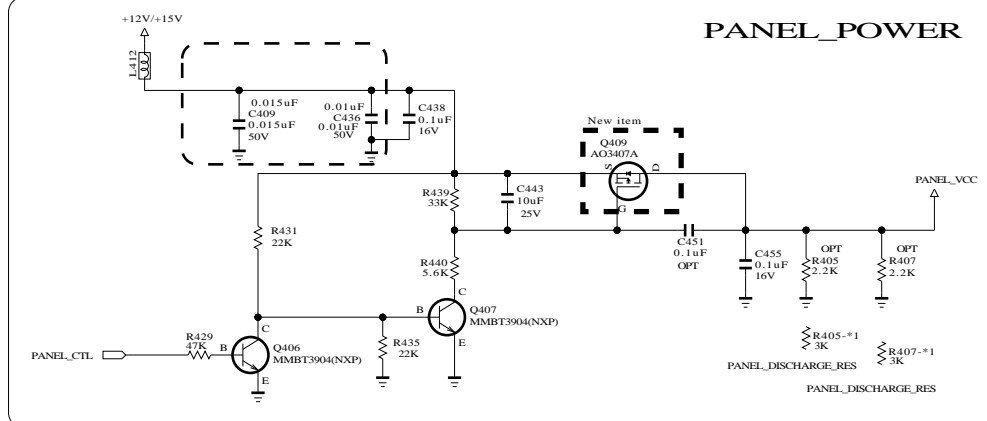 +12V/+15V
PANEL_POWER
L412
0.015uF
C409
0.015uF
50V
0.01uF
C436
0.01uF
50V
C438
0.1uF
16V
New item
Q409
AO3407A
S
D
G
PANEL_VCC
R439
33K
C443
10uF
25V
R431
22K
R440
5.6K
C451
0.1uF
OPT
C455
0.1uF
16V
OPT
R405
2.2K
OPT
R407
2.2K
C
B
Q407
MMBT3904(NXP)
E
R429
47K
PANEL_CTL
B
C
Q406
MMBT3904(NXP)
E
R435
22K
R405-*1
3K
PANEL_DISCHARGE_RES
R407-*1
3K
PANEL_DISCHARGE_RES